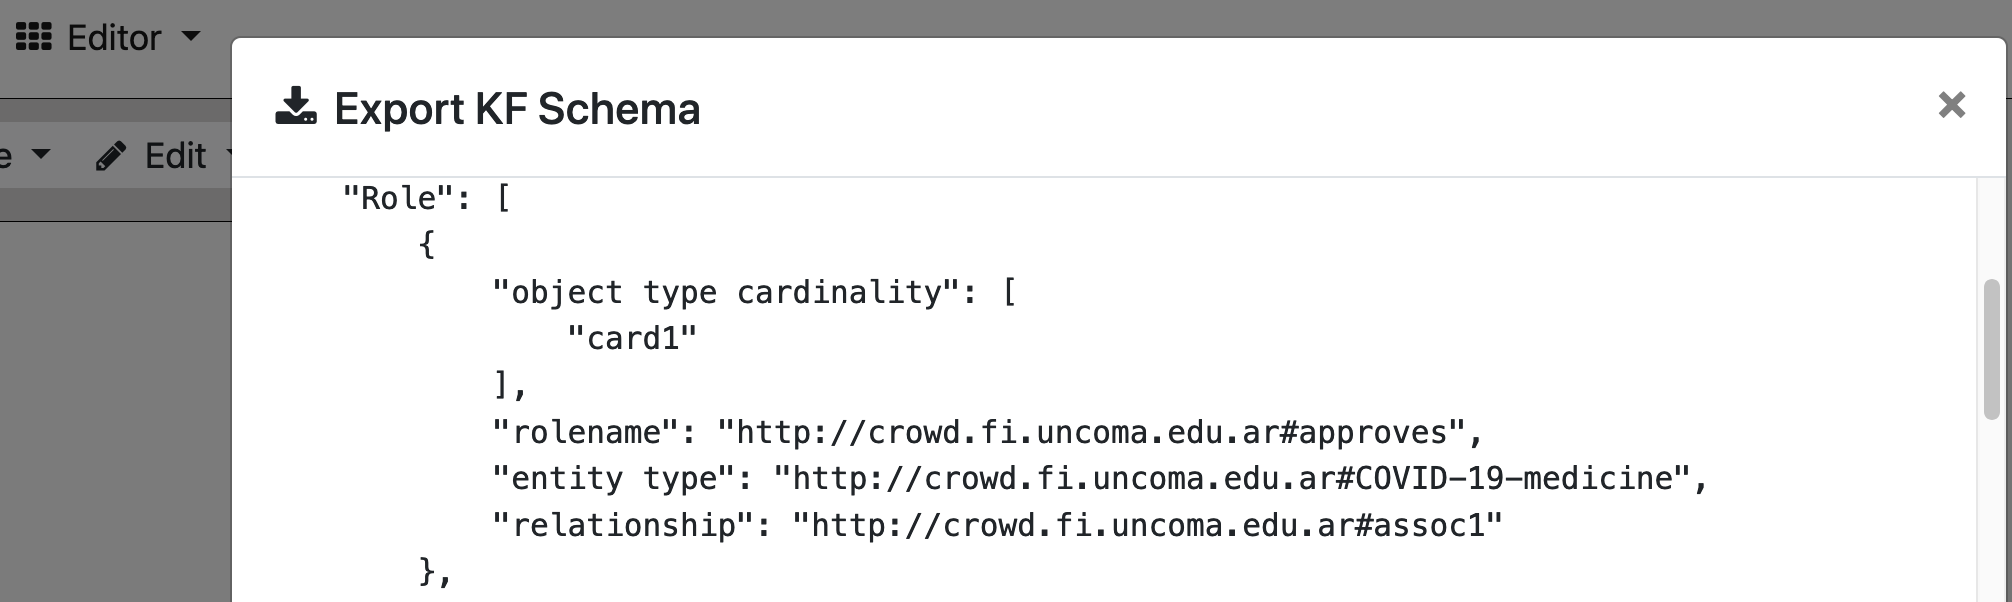 Editor
Export KF Schema
e
Edit
"Role": [
{
"object type cardinality": [
"card1"
],
"rolename": "http://crowd.fi.uncoma.edu.ar#approves",
"entity type": "http://crowd.fi.uncoma.edu.ar#COVID-19-medicine",
"relationship": "http://crowd.fi.uncoma.edu.ar#assoc1"
},